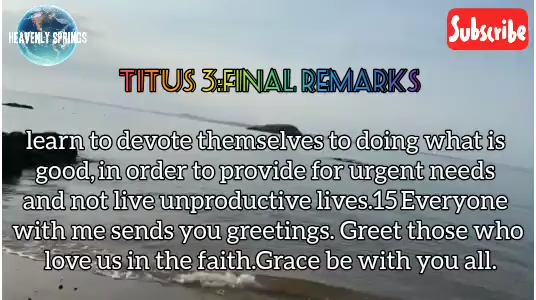 HEAVENLY SPRINGS
Subscribe
TITUS 3:FINAL REMARKS
learn to devote themselves to doing what is
good, in order to provide for urgent needs
and not live unproductive lives.15 Everyone
with me sends you greetings. Greet those who
love us in the faith.Grace be with you all.